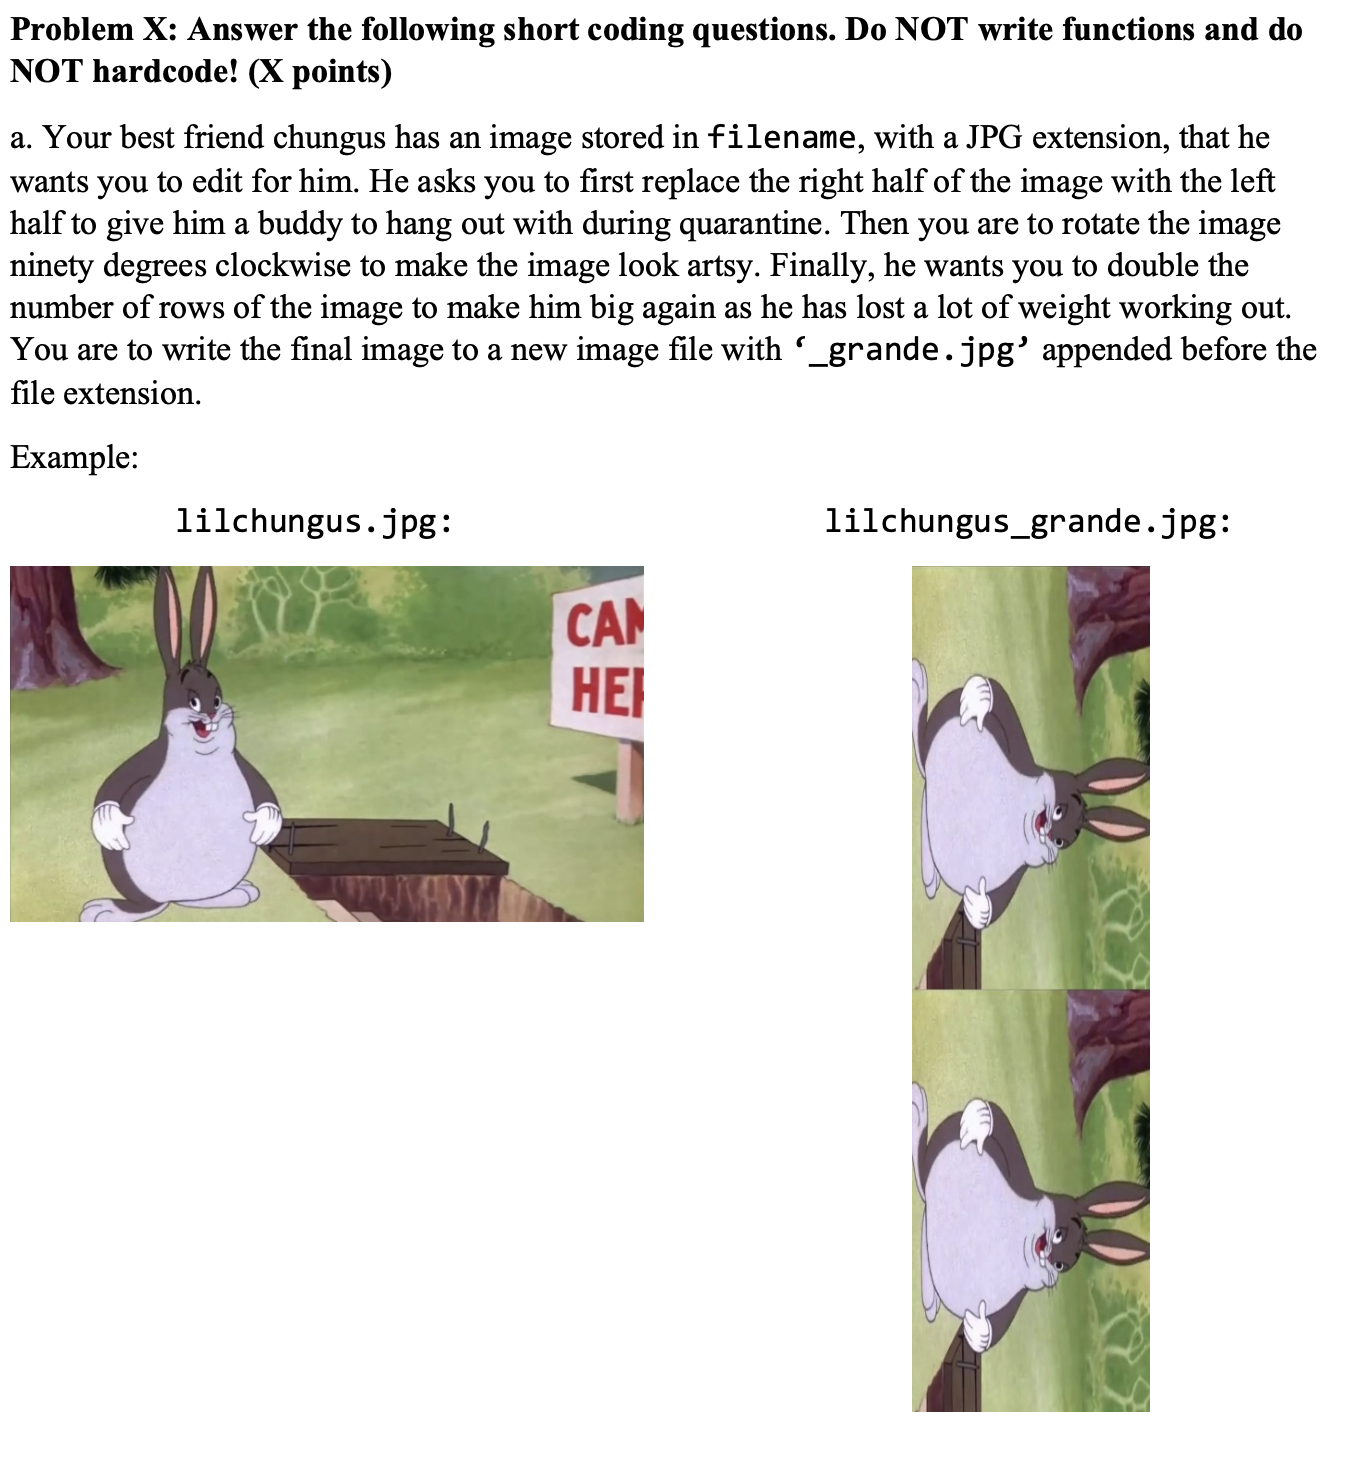 Problem X: Answer the following short coding questions. Do NOT write functions and do
NOT hardcode! (X points)
a. Your best friend chungus has an image stored in filename, with a JPG extension, that he
wants you to edit for him. He asks you to first replace the right half of the image with the left
half to give him a buddy to hang out with during quarantine. Then you are to rotate the image
ninety degrees clockwise to make the image look artsy. Finally, he wants you to double the
number of rows of the image to make him big again as he has lost a lot of weight working out.
You are to write the final image to a new image file with ‘_grande.jpg’ appended before the
file extension.
Example:
lilchungus.jpg:
lilchungus_grande.jpg:
CAM
HER